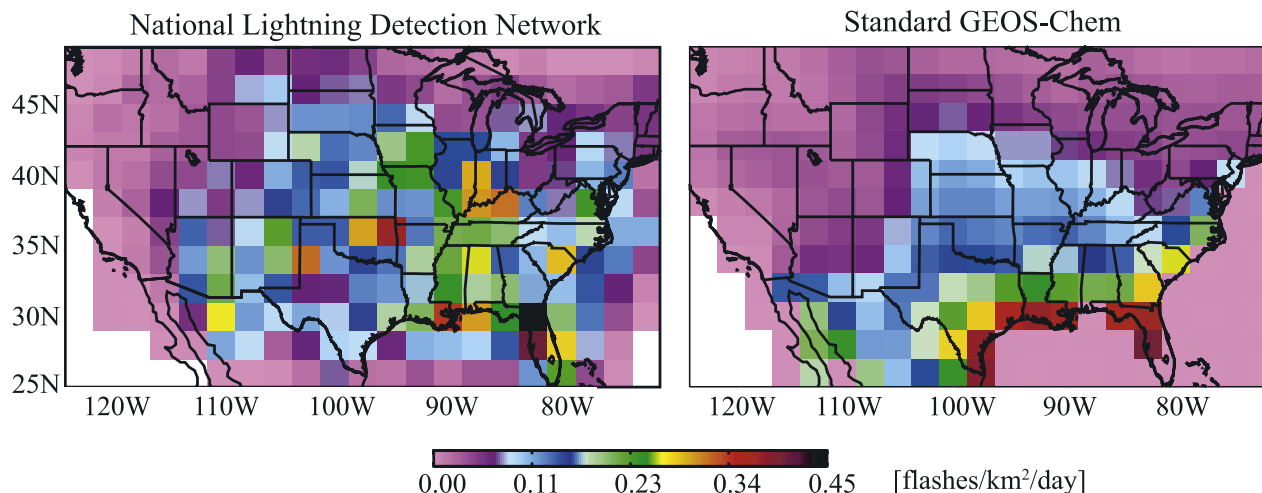 National Lightning Detection Network
Standard GEOS-Chem
45N
40N
35N
30N
25N
120W 110W 100W 90W 80W
120W 110W 100W 90W 80W
0.00 0.11 0.23 0.34 0.45 [flashes/km²/day]